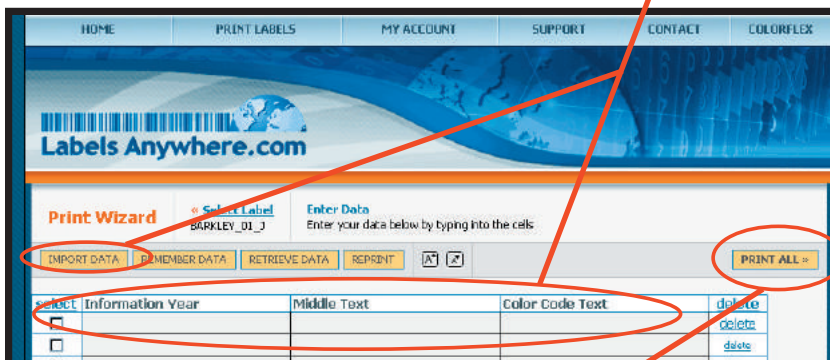 HOME PRINT LABELS MY ACCOUNT SUPPORT CONTACT COLORFLEX
Labels Anywhere.com
Print Wizard « Select Label Enter Data
BARKLEY_01_J Enter your data below by typing into the cells
IMPORT DATA REMEMBER DATA RETRIEVE DATA REPRINT PRINT ALL »
select Information Year Middle Text Color Code Text delete
delete
delete